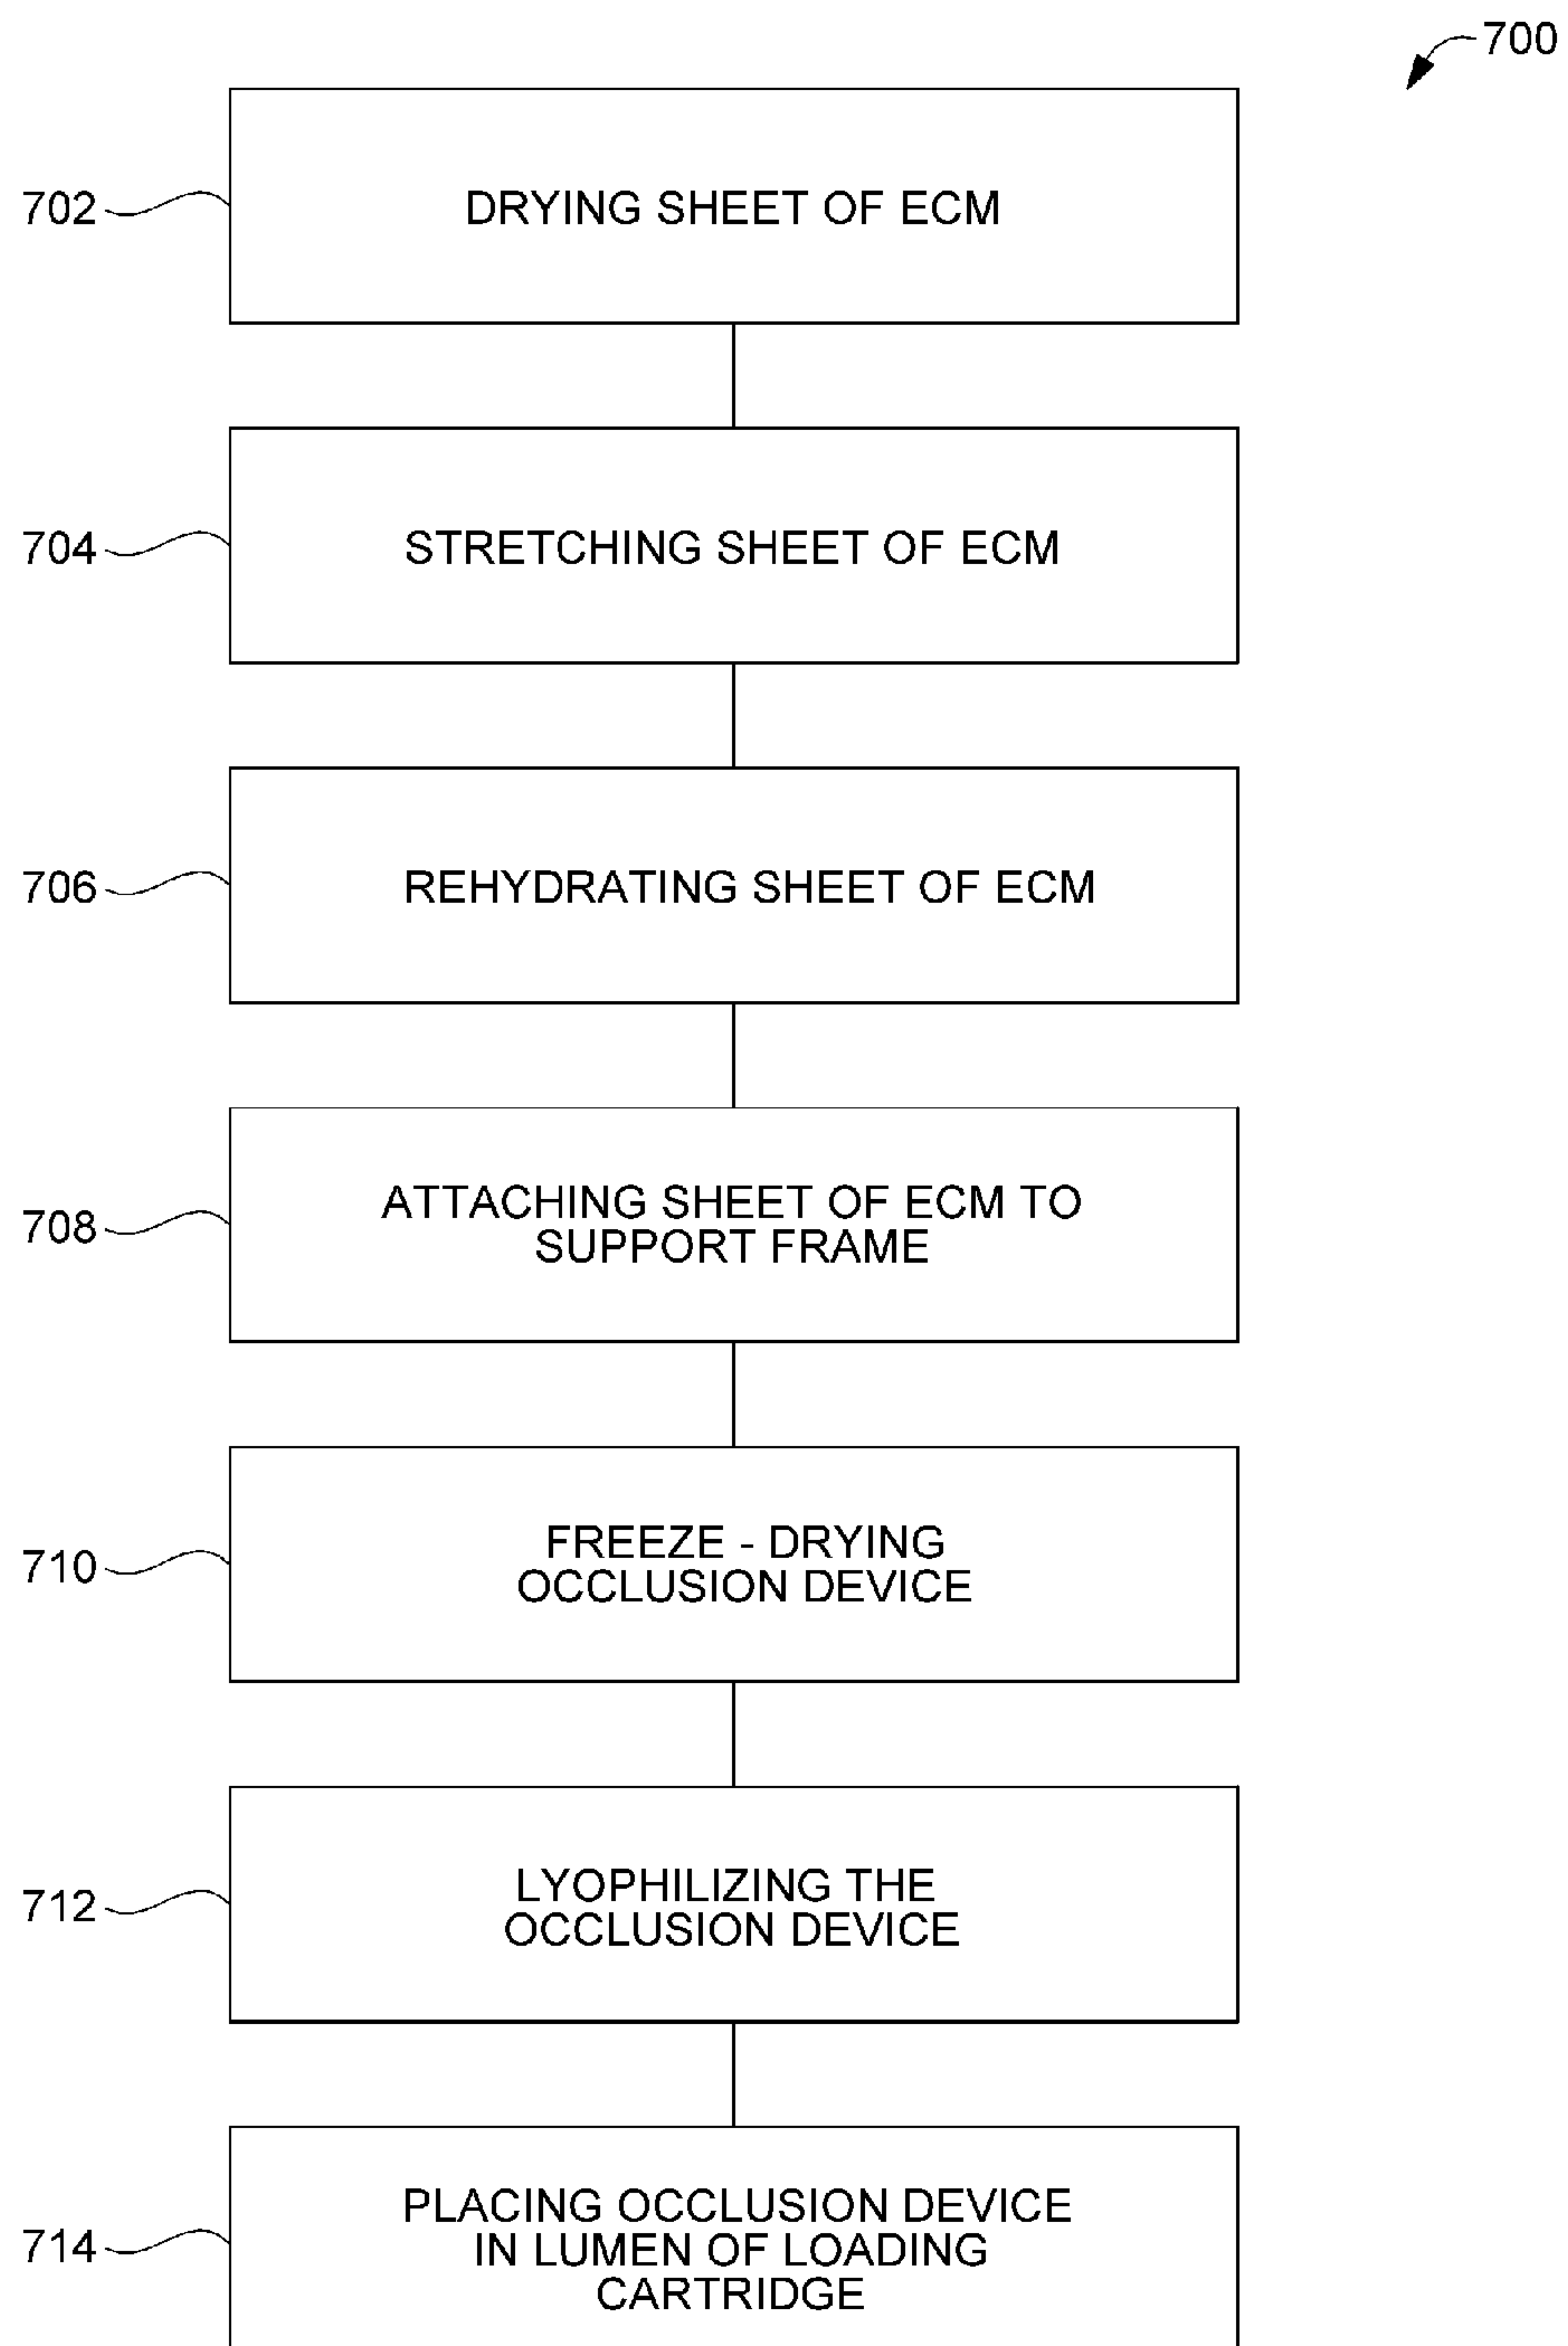 700
702
DRYING SHEET OF ECM
704
STRETCHING SHEET OF ECM
706
REHYDRATING SHEET OF ECM
708
ATTACHING SHEET OF ECM TO
SUPPORT FRAME
710
FREEZE - DRYING
OCCLUSION DEVICE
712
LYOPHILIZING THE
OCCLUSION DEVICE
714
PLACING OCCLUSION DEVICE
IN LUMEN OF LOADING
CARTRIDGE